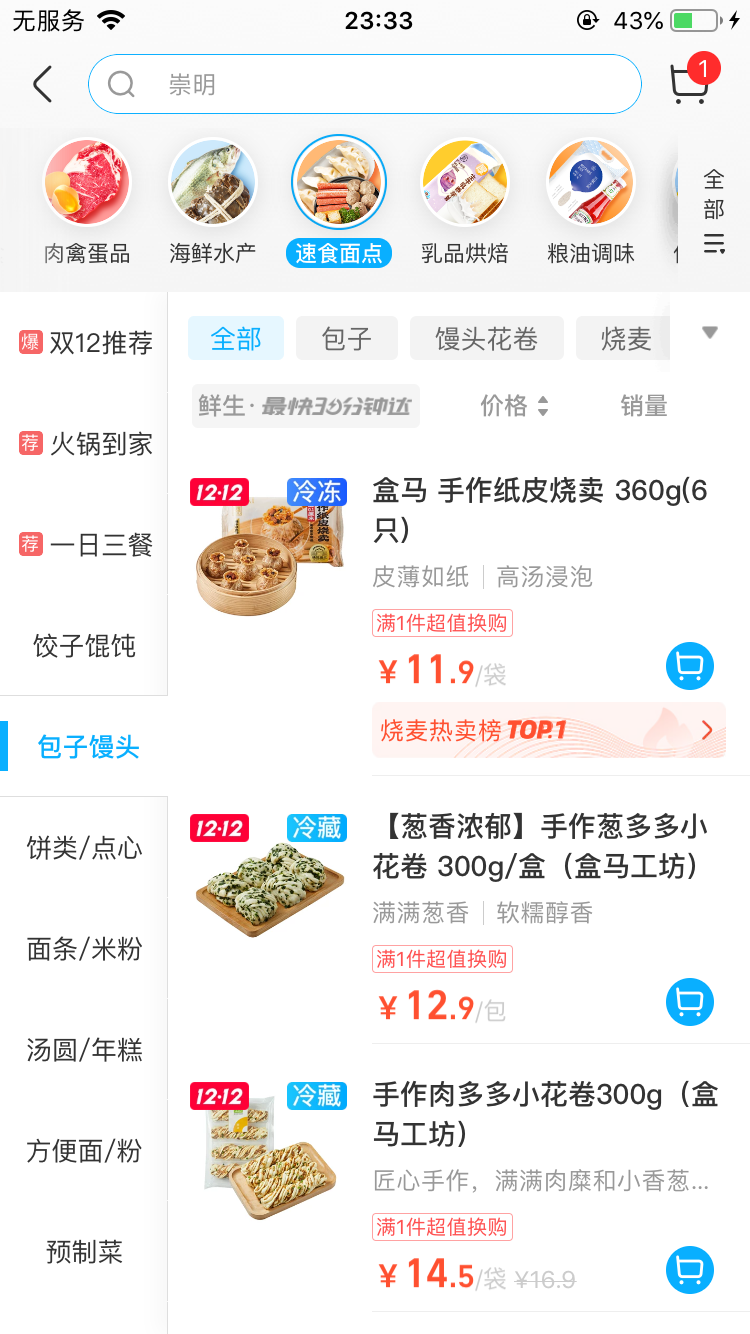 无服务
23:33
43%
崇明
1
肉禽蛋品
海鲜水产
速食面点
乳品烘焙
粮油调味
全部
爆 双12推荐
荐 火锅到家
荐 一日三餐
饺子馄饨
包子馒头
饼类/点心
面条/米粉
汤圆/年糕
方便面/粉
预制菜
全部
包子
馒头花卷
烧麦
鲜生·最快30分钟达
价格
销量
12·12
冷冻
盒马 手作纸皮烧卖 360g(6
只)
皮薄如纸｜高汤浸泡
满1件超值换购
¥11.9/袋
烧麦热卖榜TOP.1
12·12
冷藏
【葱香浓郁】手作葱多多小
花卷 300g/盒（盒马工坊）
满满葱香｜软糯醇香
满1件超值换购
¥12.9/包
12·12
冷藏
手作肉多多小花卷300g（盒
马工坊）
匠心手作，满满肉糜和小香葱...
满1件超值换购
¥14.5/袋 ¥16.9